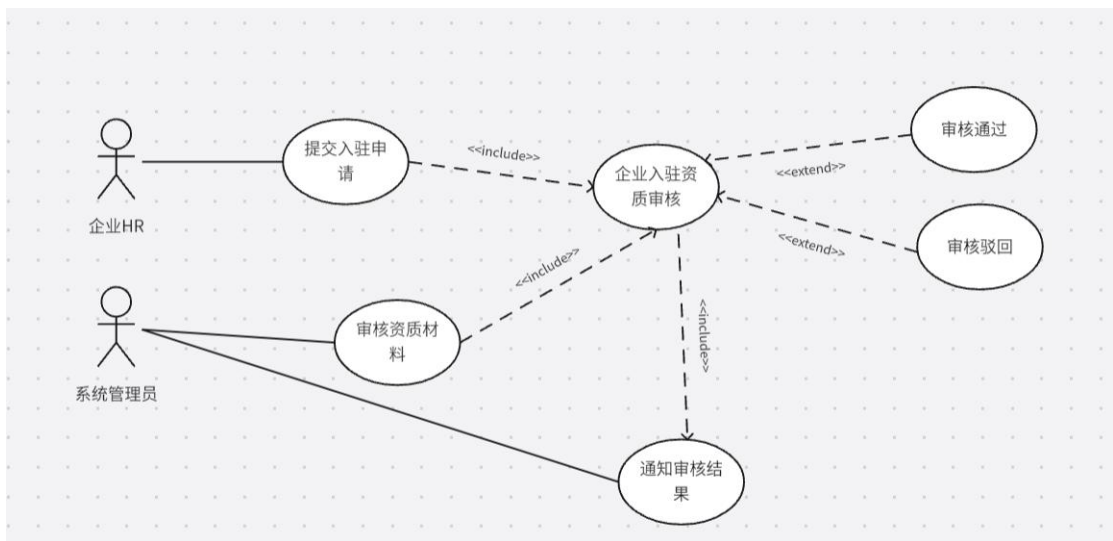 提交入驻申
请
<<include>>
企业入驻资
质审核
审核通过
<<extend>>
企业HR
<<extend>>
审核驳回
<<include>>
审核资质材
料
<<include>>
系统管理员
通知审核结
果